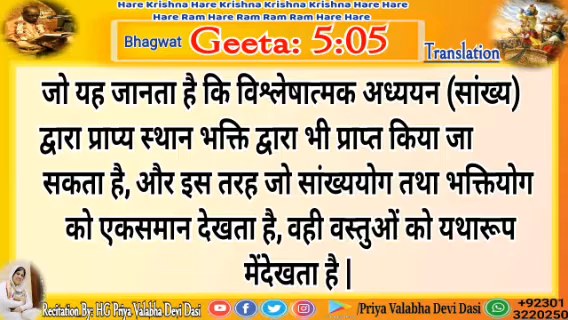 Hare Krishna Hare Krishna Krishna Krishna Hare Hare
Hare Ram Hare Ram Ram Ram Hare Hare
Bhagwat Geeta: 5:05
Translation
जो यह जानता है कि विश्लेषात्मक अध्ययन (सांख्य)
द्वारा प्राप्य स्थान भक्ति द्वारा भी प्राप्त किया जा
सकता है, और इस तरह जो सांख्ययोग तथा भक्तियोग
को एकसमान देखता है, वही वस्तुओं को यथारूप
मेंदेखता है |
Recitation By: HG Priya Valabha Devi Dasi
/Priya Valabha Devi Dasi
+92301
3220250